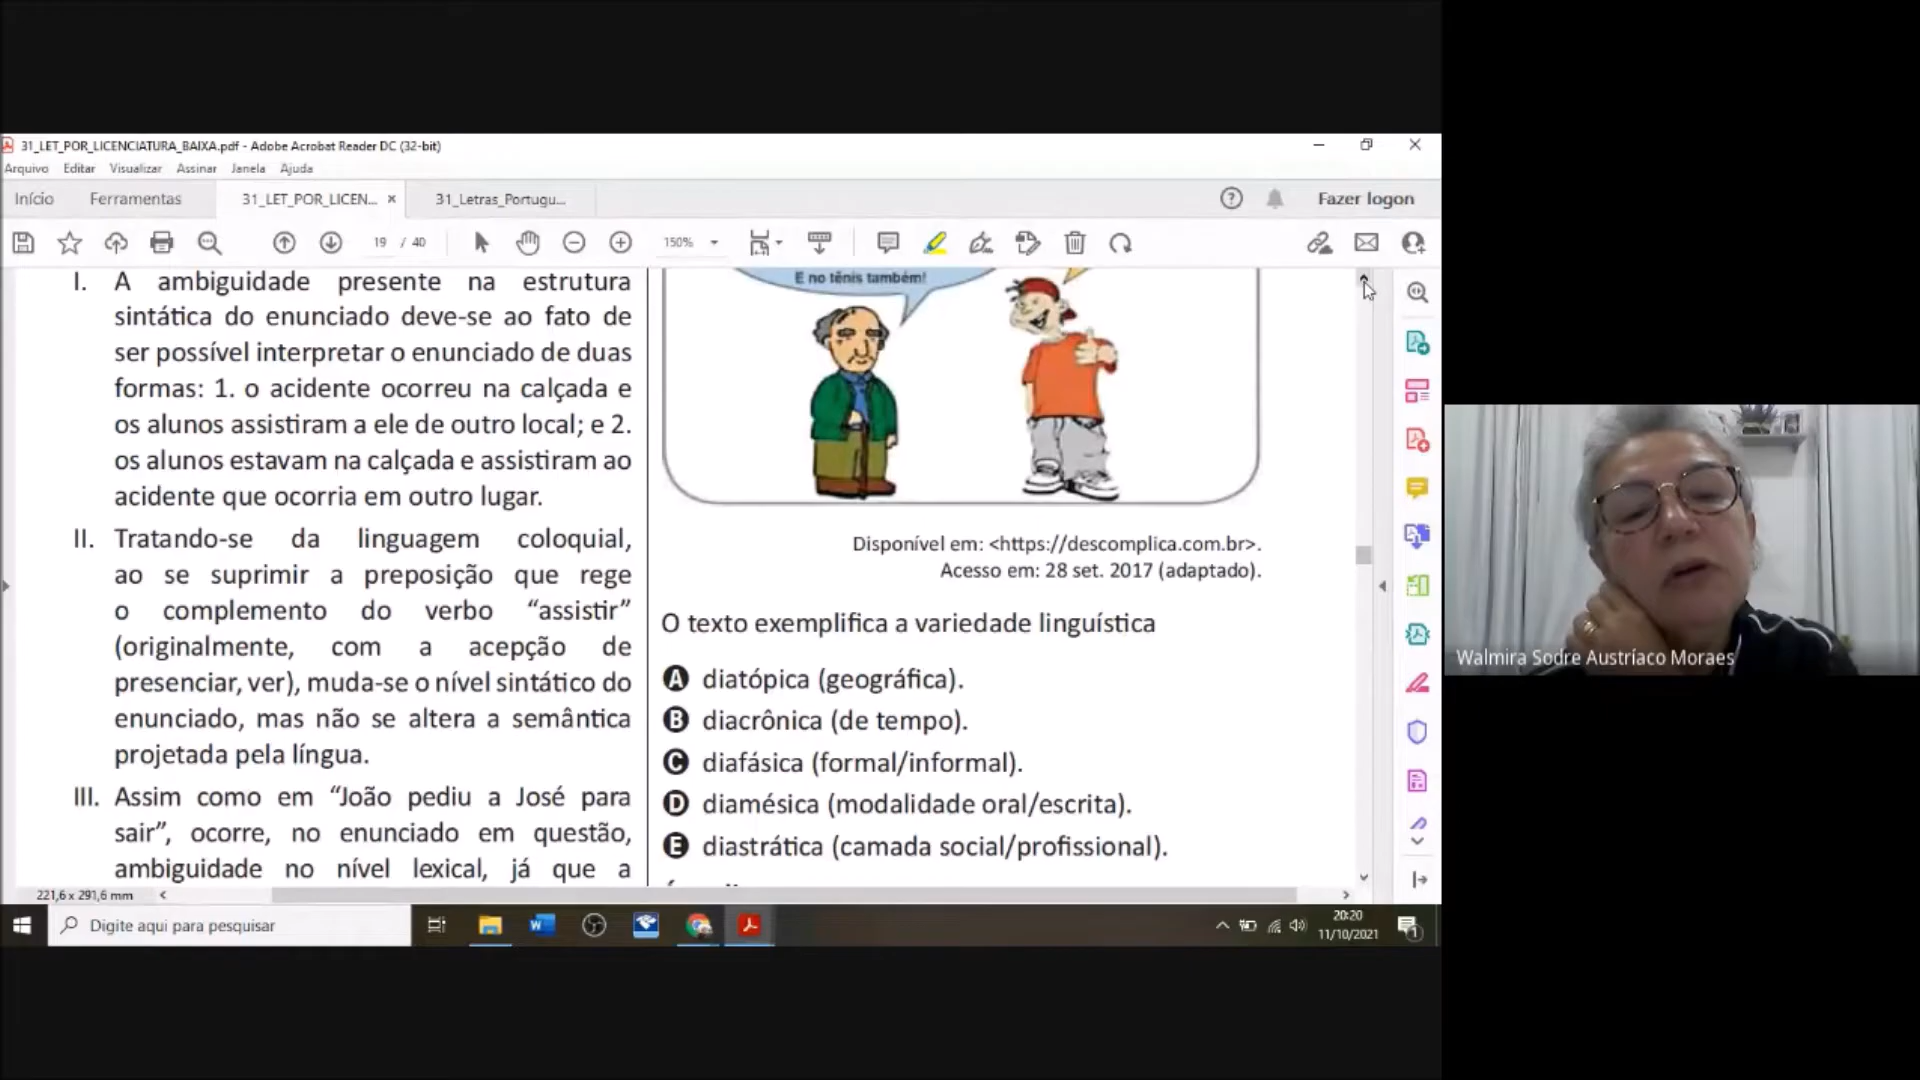 31_LET_POR_LICENCIATURA_BAIXA.pdf - Adobe Acrobat Reader DC (32-bit)
Arquivo Editar Visualizar Assinar Janela Ajuda
Início Ferramentas 31_LET_POR_LICEN... × 31_Letras_Portugu... Fazer logon
19 / 40 150%
I. A ambiguidade presente na estrutura
sintática do enunciado deve-se ao fato de
ser possível interpretar o enunciado de duas
formas: 1. o acidente ocorreu na calçada e
os alunos assistiram a ele de outro local; e 2.
os alunos estavam na calçada e assistiram ao
acidente que ocorria em outro lugar.
II. Tratando-se da linguagem coloquial,
ao se suprimir a preposição que rege
o complemento do verbo “assistir”
(originalmente, com a acepção de
presenciar, ver), muda-se o nível sintático do
enunciado, mas não se altera a semântica
projetada pela língua.
III. Assim como em “João pediu a José para
sair”, ocorre, no enunciado em questão,
ambiguidade no nível lexical, já que a
E no tênis também!
Disponível em: <https://descomplica.com.br>.
Acesso em: 28 set. 2017 (adaptado).
O texto exemplifica a variedade linguística
A diatópica (geográfica).
B diacrônica (de tempo).
C diafásica (formal/informal).
D diamésica (modalidade oral/escrita).
E diastrática (camada social/profissional).
221,6 x 291,6 mm
Digite aqui para pesquisar
20:20
11/10/2021
1
Walmira Sodre Austríaco Moraes